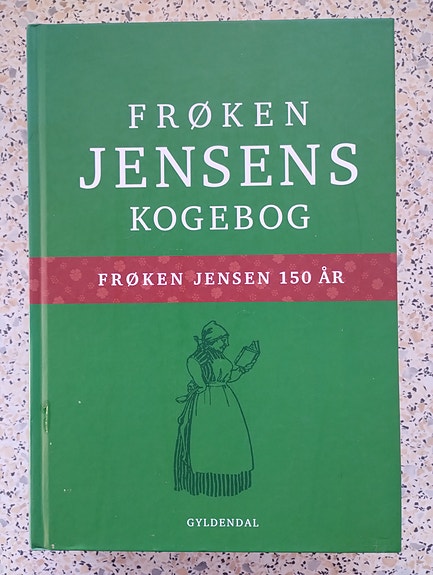 FRØKEN
JENSENS
KOGEBOG
FRØKEN JENSEN 150 ÅR
GYLDENDAL